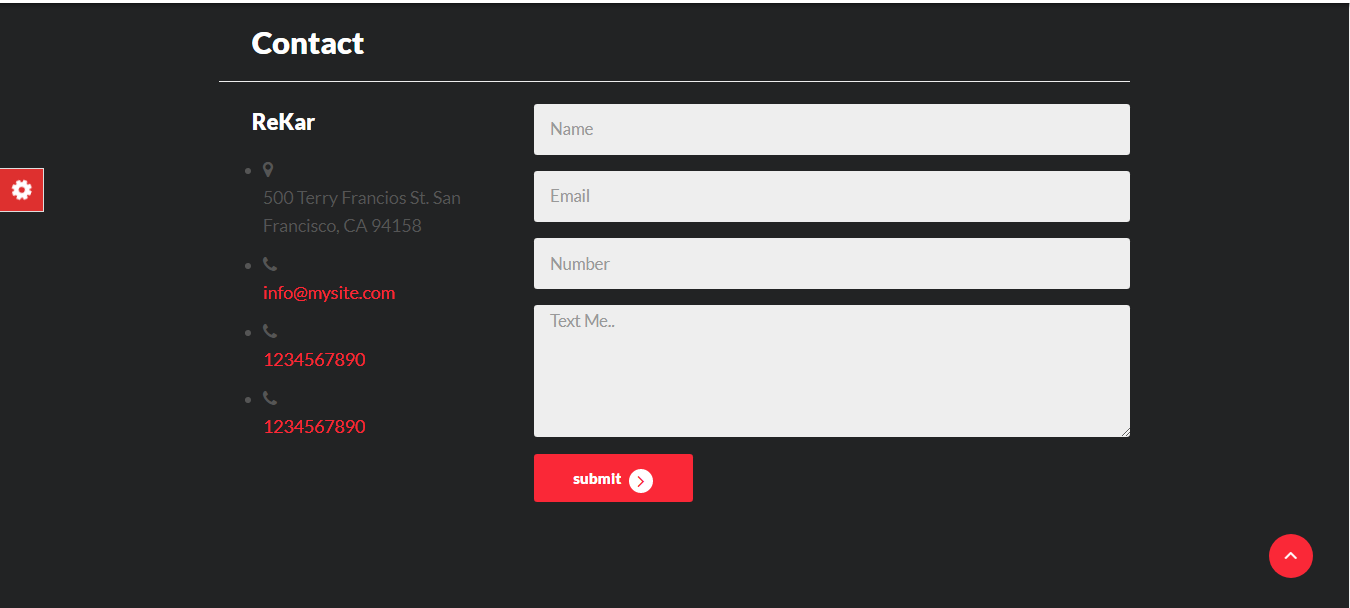 Contact
ReKar
500 Terry Francios St. San
Francisco, CA 94158
info@mysite.com
1234567890
1234567890
Name
Email
Number
Text Me..
submit